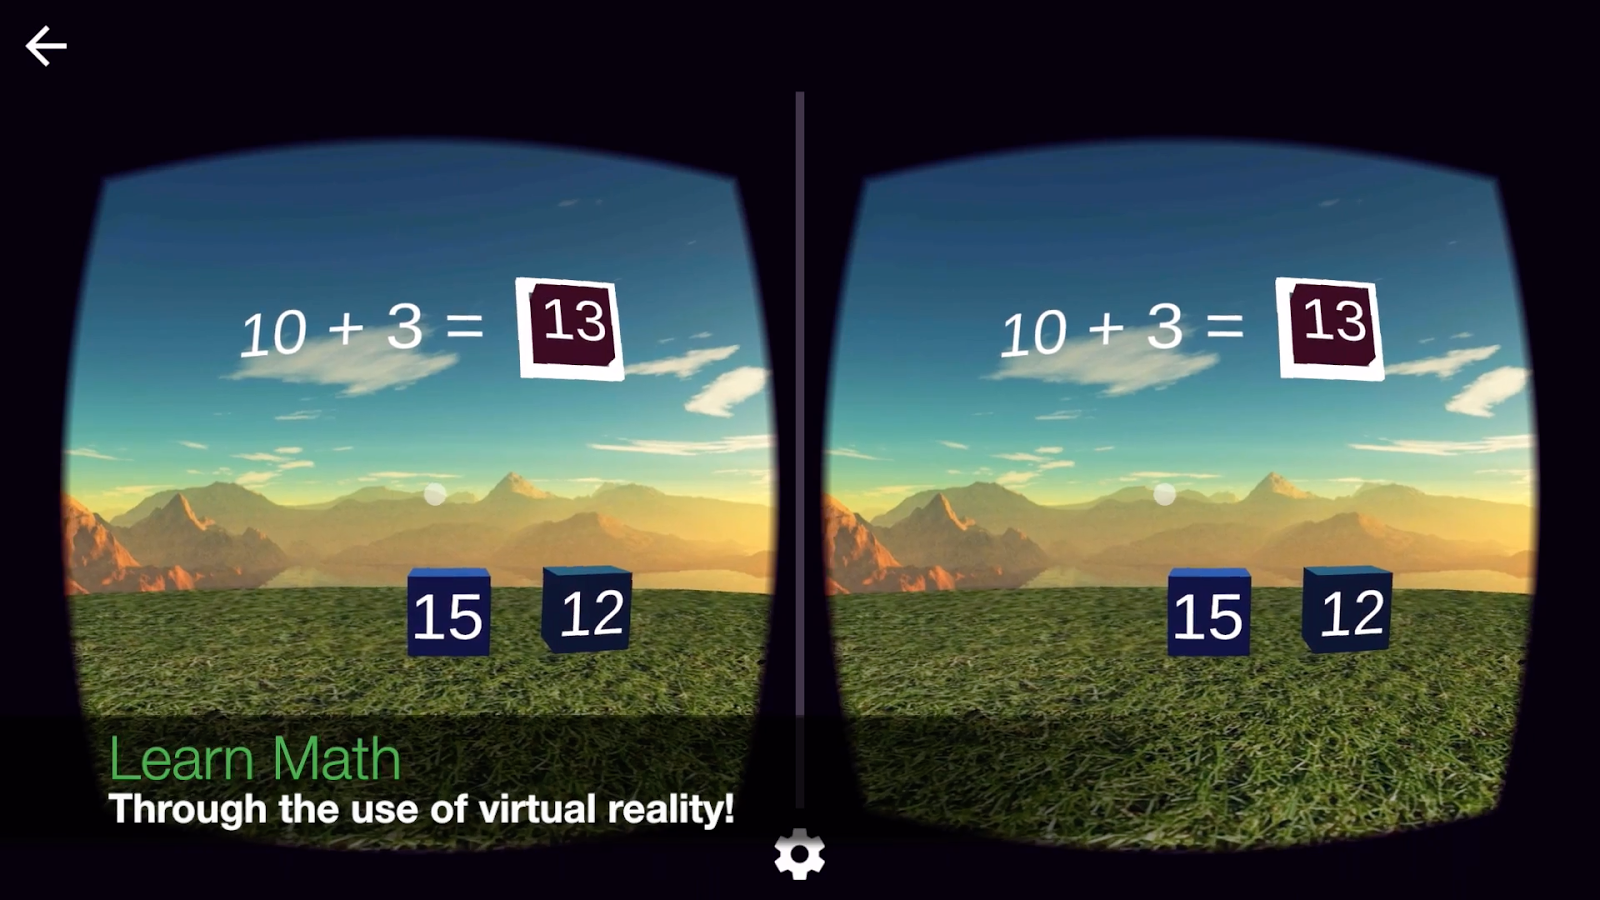 10 + 3 = 13
10 + 3 = 13
15 12
15 12
Learn Math
Through the use of virtual reality!